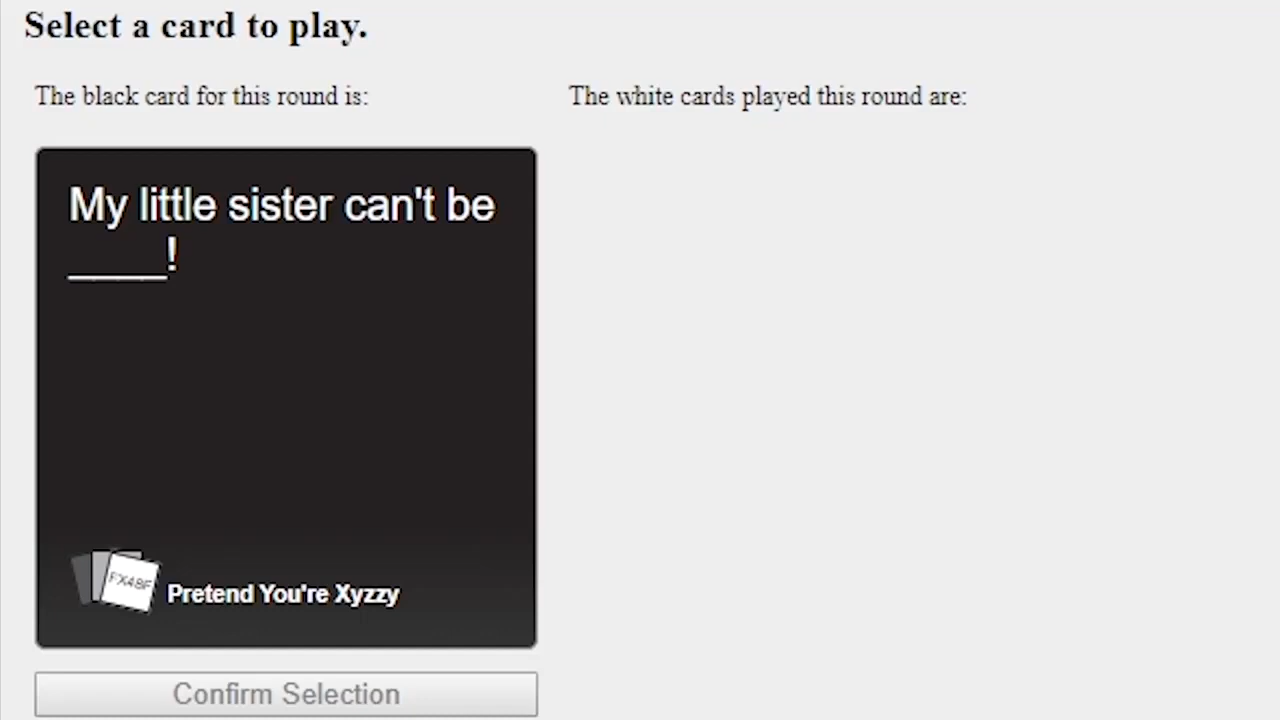 Select a card to play.
The black card for this round is:
The white cards played this round are:
My little sister can't be
____!
FX48F
Pretend You're Xyzzy
Confirm Selection